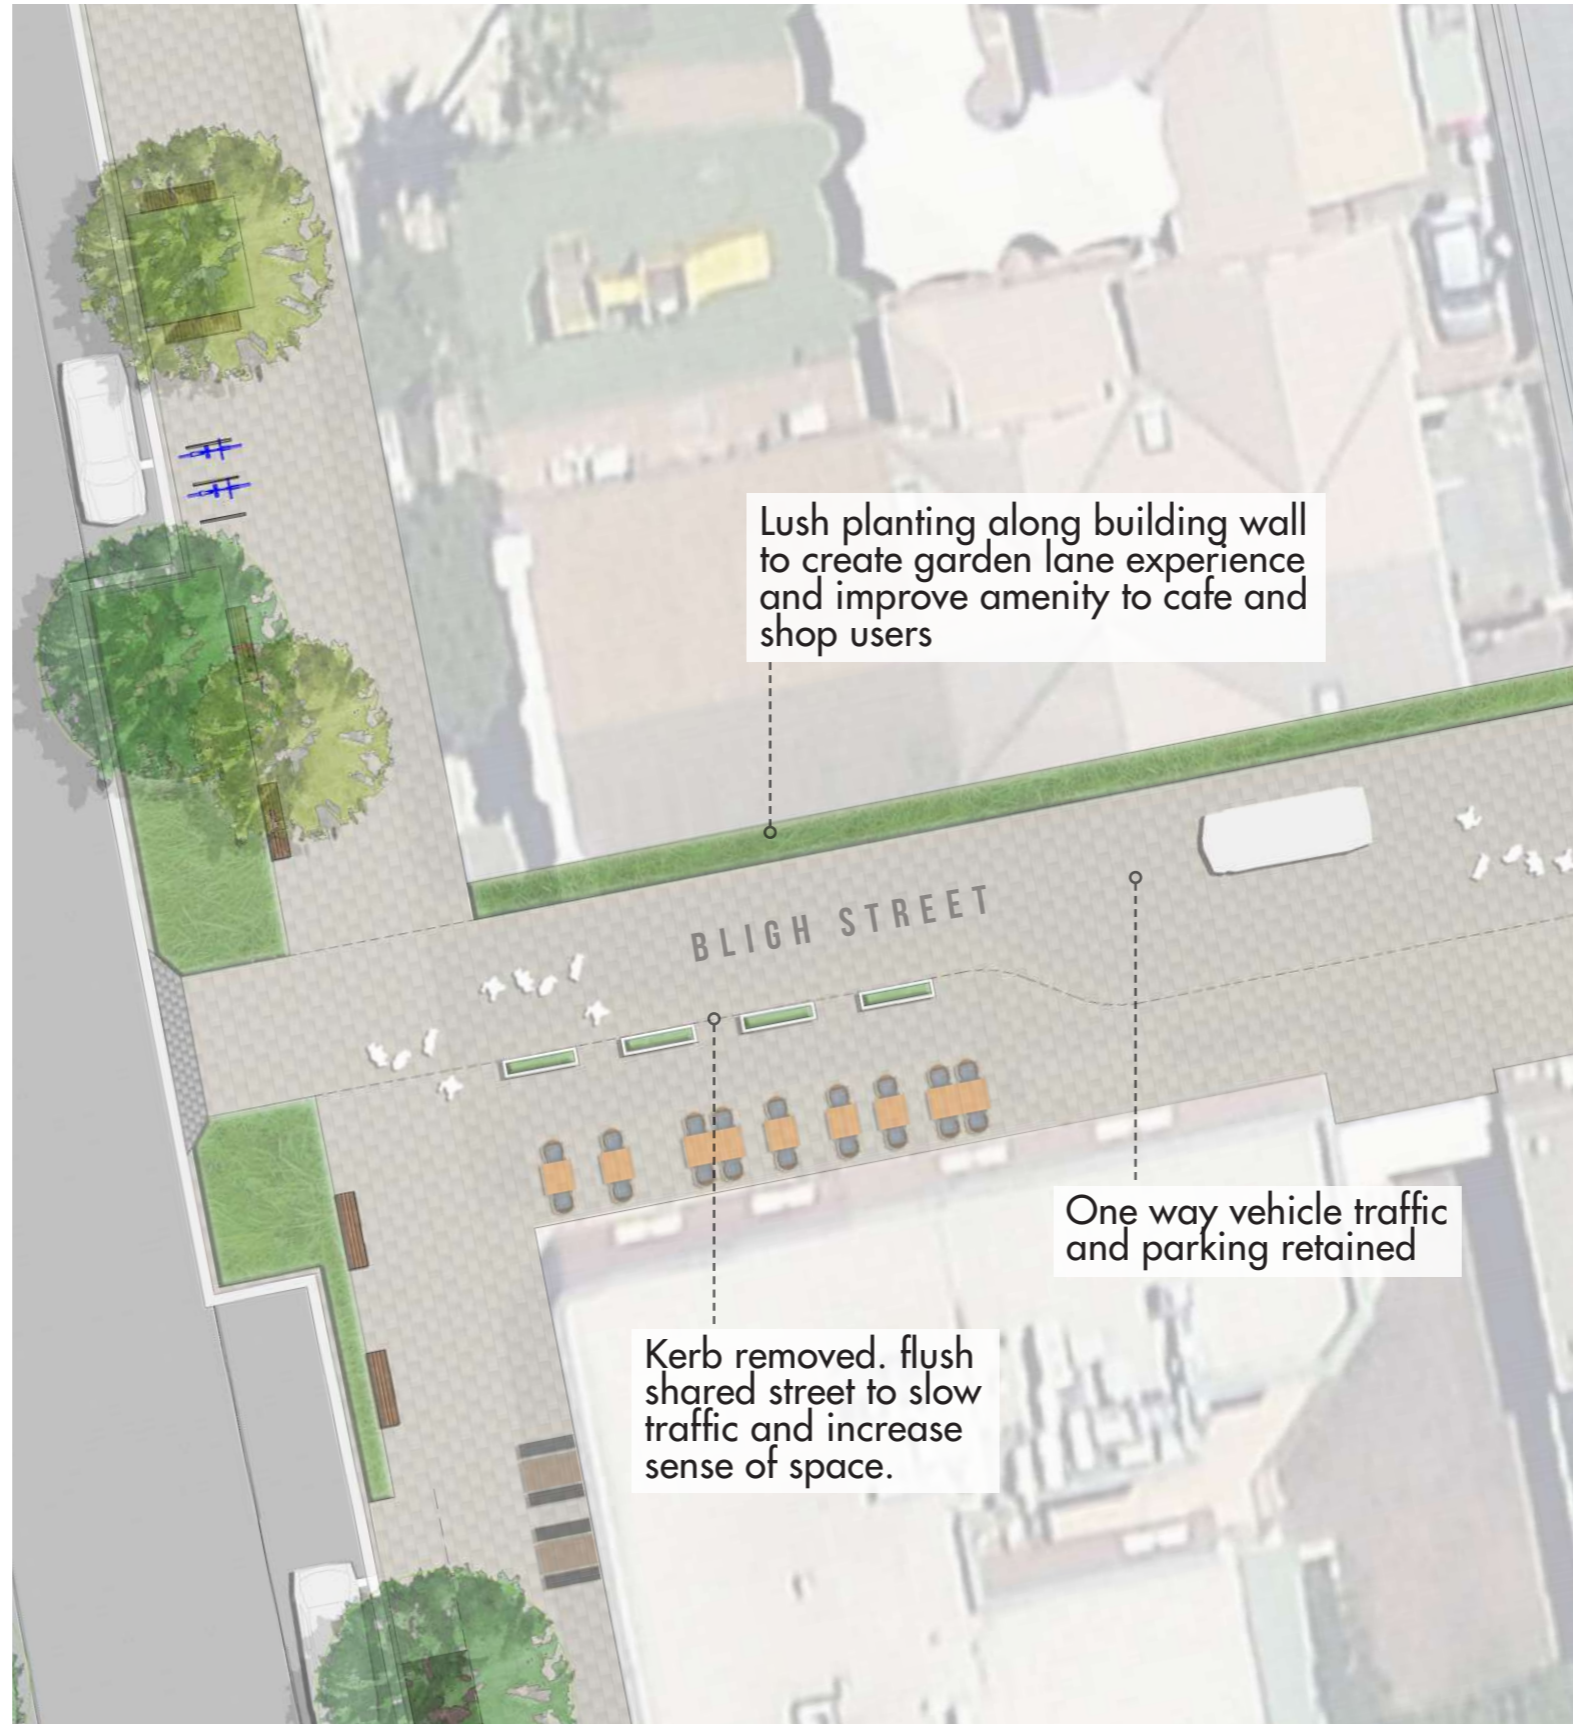 Lush planting along building wall
to create garden lane experience
and improve amenity to cafe and
shop users
BLIGH STREET
One way vehicle traffic
and parking retained
Kerb removed. flush
shared street to slow
traffic and increase
sense of space.